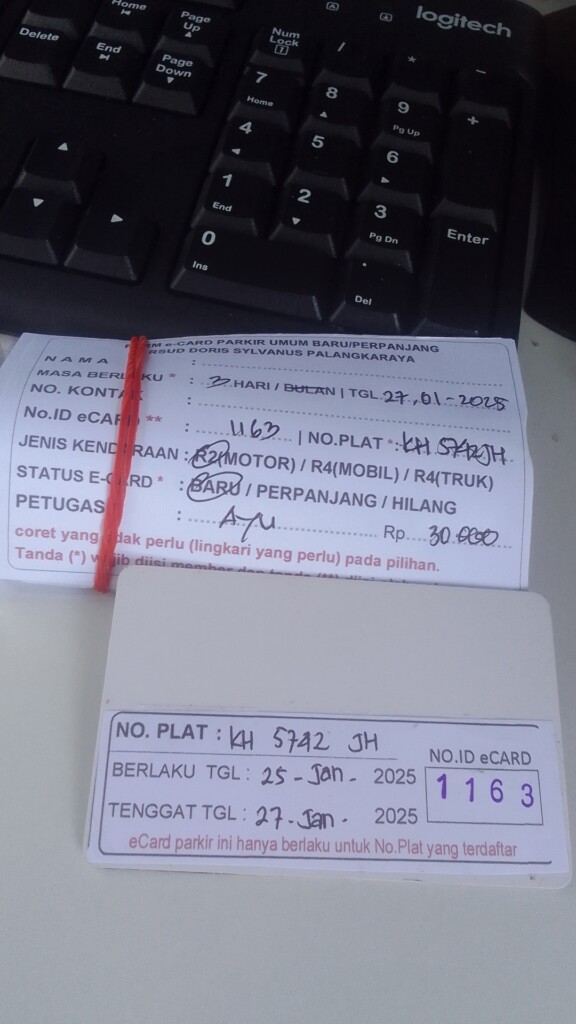 Home
Page Up
logitech
Delete
End
Page Down
Num Lock
/
*
-
7 Home
8
9 Pg Up
+
4
5
6
1 End
2
3 Pg Dn
Enter
0 Ins
. Del
e-CARD PARKIR UMUM BARU/PERPANJANG
RSUD DORIS SYLVANUS PALANGKARAYA
NAMA :
MASA BERLAKU * : 3 HARI / BULAN | TGL 27,01-2025
NO. KONTAK :
No.ID eCARD ** : 1163 | NO.PLAT * : KH 5742JH
JENIS KENDARAAN : R2(MOTOR) / R4(MOBIL) / R4(TRUK)
STATUS E-CARD * : BARU / PERPANJANG / HILANG
PETUGAS : AYU Rp. 30.000
coret yang tidak perlu (lingkari yang perlu) pada pilihan.
Tanda (*) wajib diisi member dan tanda (**)
NO. PLAT : KH 5742 JH
BERLAKU TGL : 25 - Jan - 2025
NO.ID eCARD
1163
TENGGAT TGL : 27 - Jan - 2025
eCard parkir ini hanya berlaku untuk No.Plat yang terdaftar